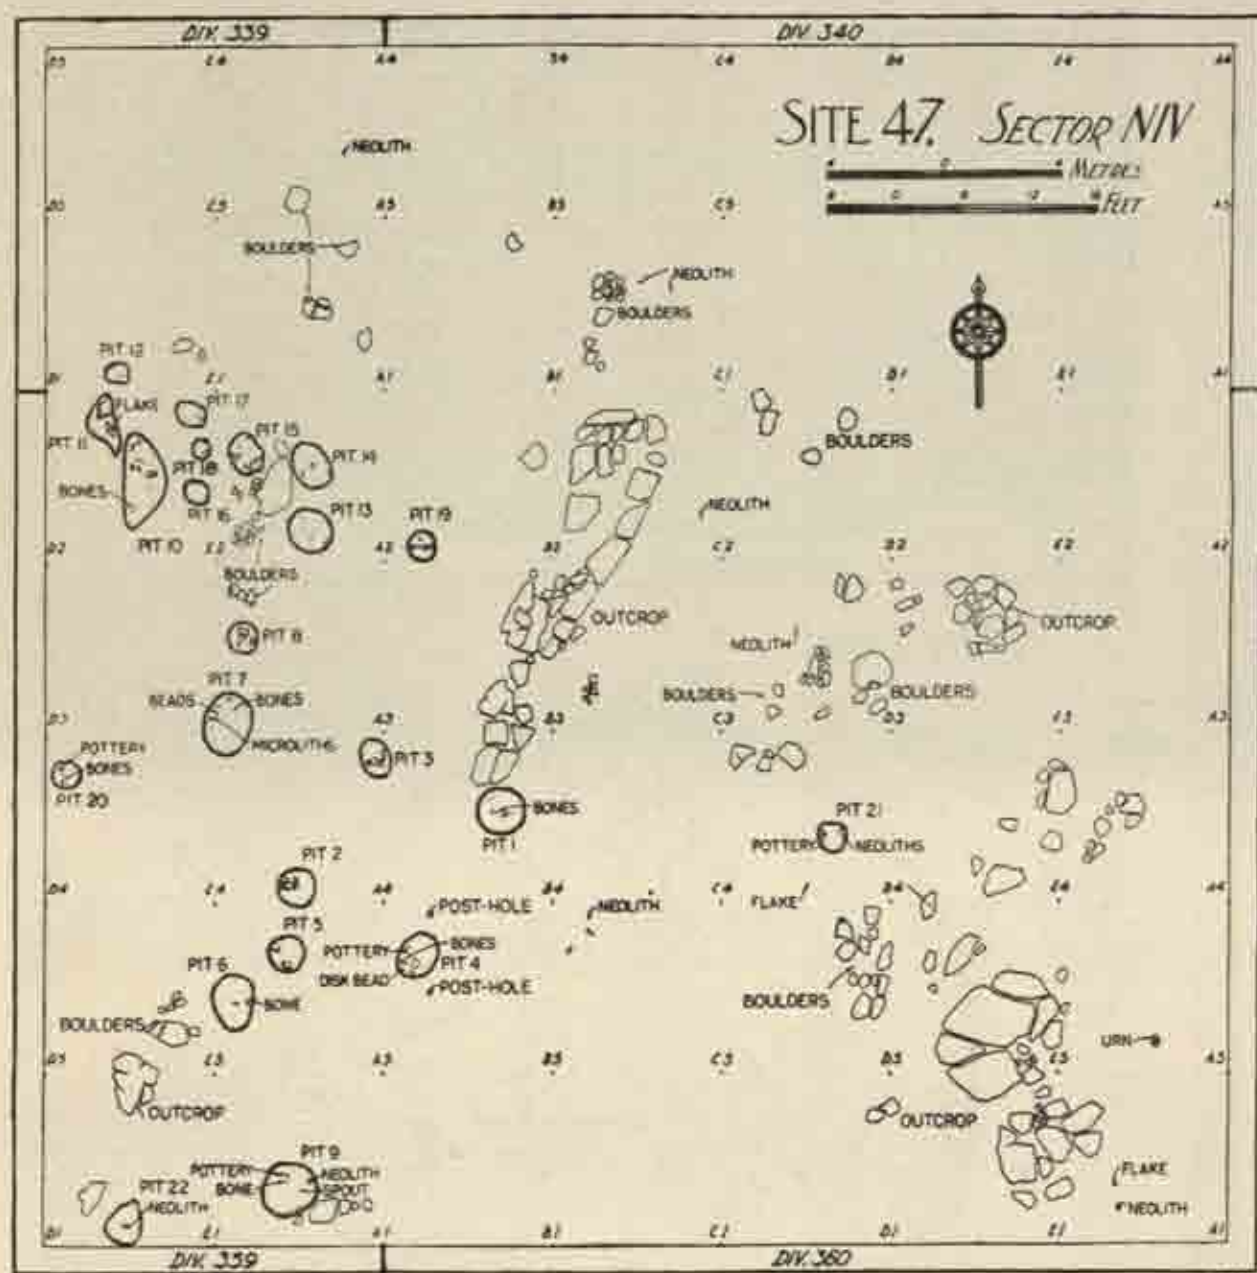 DIV. 339
DIV. 340
SITE 47. SECTOR NIV
METRES
FEET
NEOLITH
BOULDERS
NEOLITH
BOULDERS
PIT 12
FLAKE
PIT 17
PIT 15
PIT 11
PIT 18
PIT 14
BOULDERS
BONES
PIT 16
PIT 13
PIT 19
NEOLITH
PIT 10
BOULDERS
OUTCROP
OUTCROP
PIT 8
NEOLITH
PIT 7
BEADS
BONES
BOULDERS
BOULDERS
MICROLITHS
POTTERY
BONES
PIT 3
PIT 20
BONES
PIT 21
PIT 1
POTTERY
NEOLITHS
PIT 2
FLAKE
POST-HOLE
NEOLITH
PIT 5
POTTERY
BONES
PIT 6
PIT 4
DISK BEAD
POST-HOLE
BONE
BOULDERS
BOULDERS
URN
OUTCROP
OUTCROP
PIT 9
POTTERY
NEOLITH
FLAKE
PIT 22
BONE
SPOUT
NEOLITH
NEOLITH
DIV. 359
DIV. 360